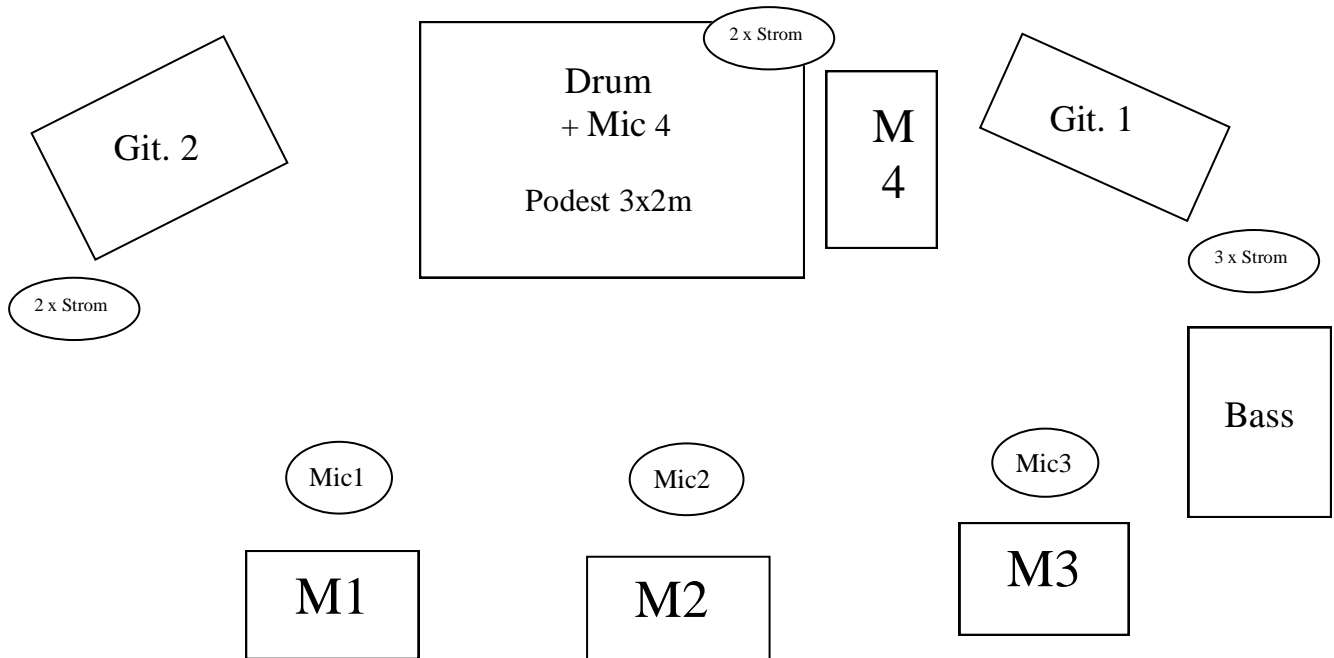 2 x Strom
Drum
+ Mic 4
Podest 3x2m
M
4
Git. 1
Git. 2
3 x Strom
2 x Strom
Bass
Mic1
Mic2
Mic3
M1
M2
M3